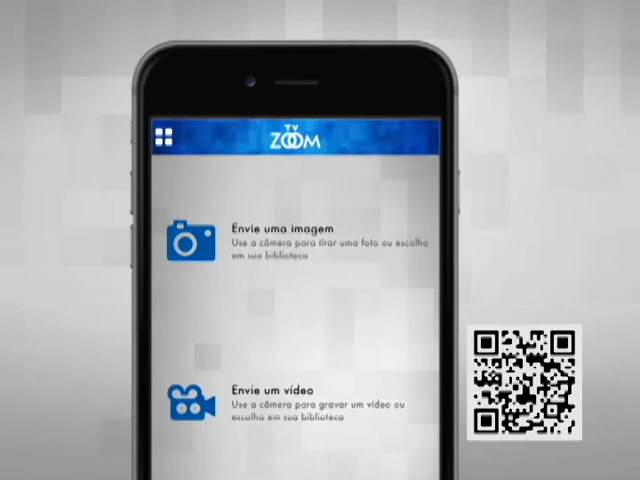 TV
ZOOM
Envie uma imagem
Use a câmera para tirar uma foto ou escolha
em sua biblioteca
Envie um vídeo
Use a câmera para gravar um vídeo ou
escolha em sua biblioteca